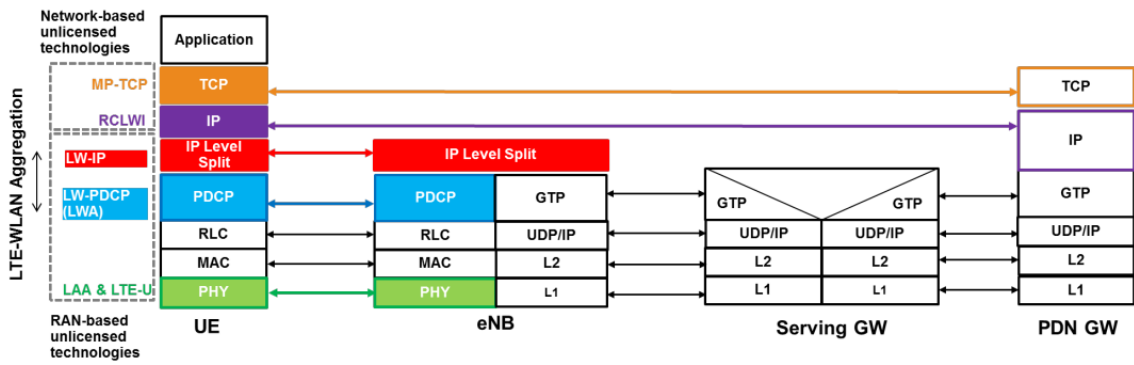 Network-based
unlicensed
technologies
Application
MP-TCP
TCP
TCP
RCLWI
IP
IP
LTE-WLAN Aggregation
LW-IP
IP Level
Split
IP Level Split
LW-PDCP
(LWA)
PDCP
PDCP
GTP
GTP
GTP
GTP
RLC
RLC
UDP/IP
UDP/IP
UDP/IP
UDP/IP
MAC
MAC
L2
L2
L2
L2
LAA & LTE-U
PHY
PHY
L1
L1
L1
L1
RAN-based
unlicensed
technologies
UE
eNB
Serving GW
PDN GW